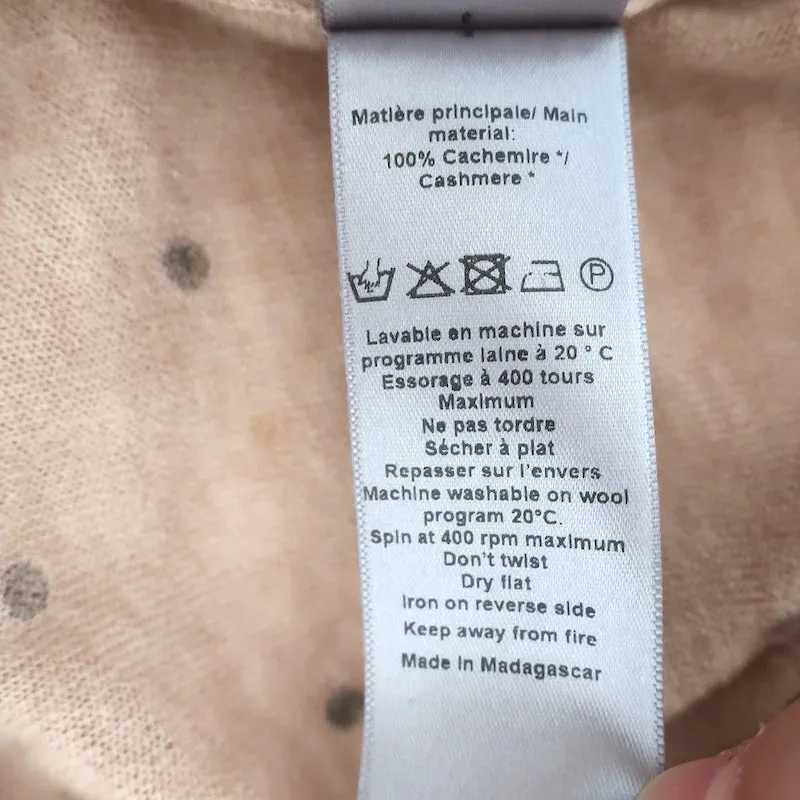 Matière principale/ Main
material:
100% Cachemire */
Cashmere *
P
Lavable en machine sur
programme laine à 20 ° C
Essorage à 400 tours
Maximum
Ne pas tordre
Sécher à plat
Repasser sur l'envers
Machine washable on wool
program 20°C.
Spin at 400 rpm maximum
Don't twist
Dry flat
Iron on reverse side
Keep away from fire
Made in Madagascar